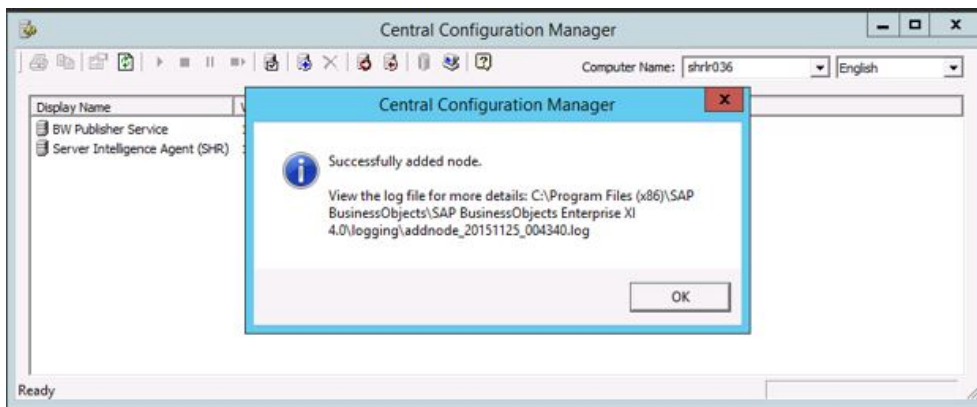 Central Configuration Manager
Computer Name: shrlr036 English
Display Name
BW Publisher Service
Server Intelligence Agent (SHR)
Central Configuration Manager
Successfully added node.
View the log file for more details: C:\Program Files (x86)\SAP
BusinessObjects\SAP BusinessObjects Enterprise XI
4.0\logging\addnode_20151125_004340.log
OK
Ready